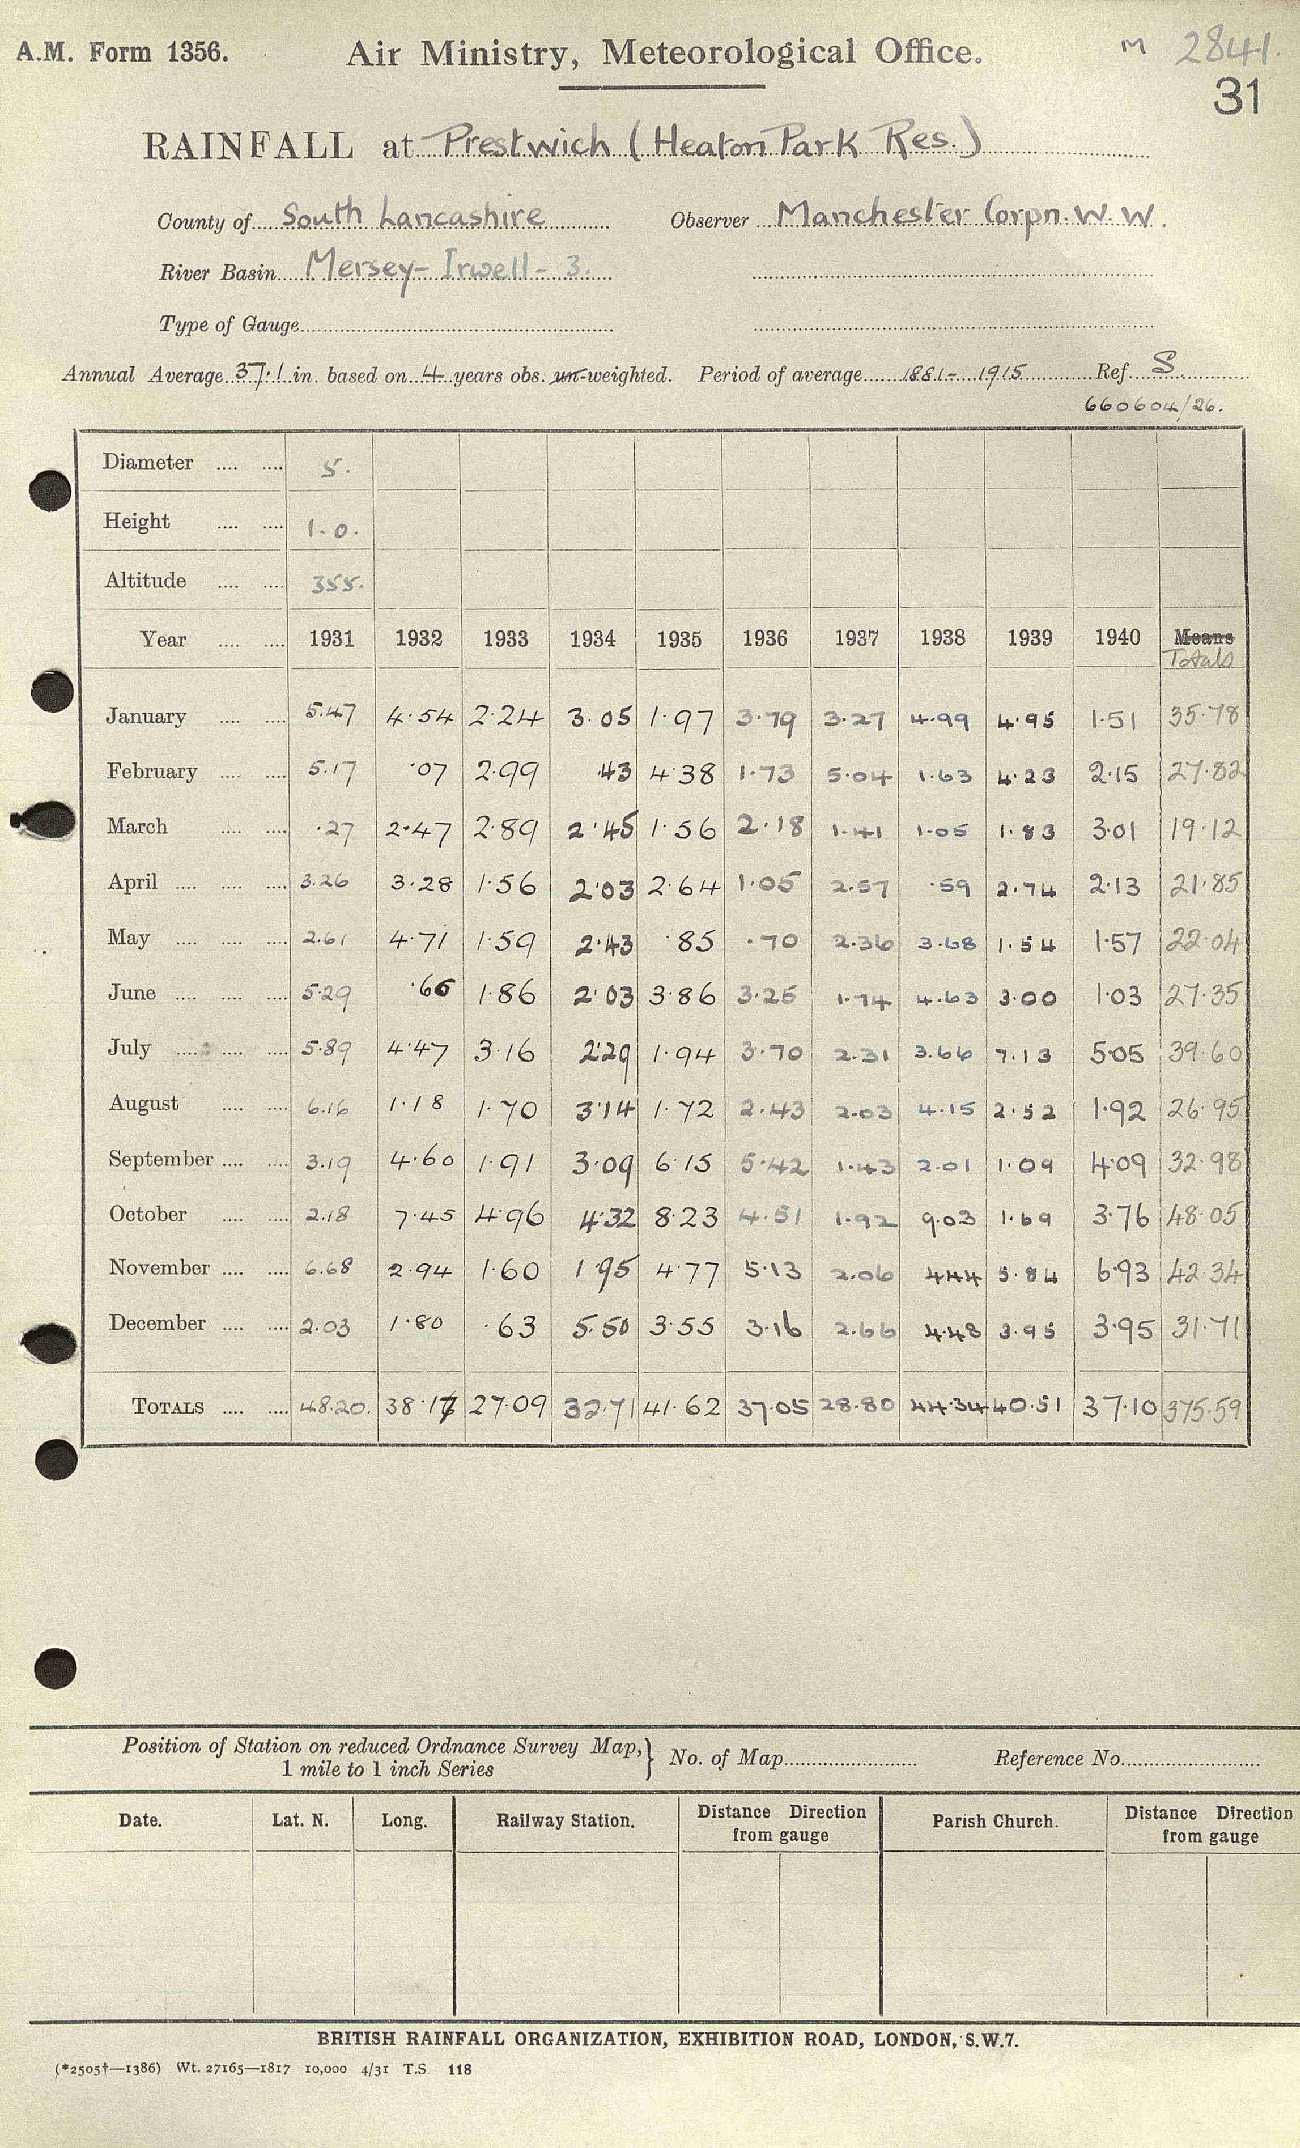 A.M. Form 1356. Air Ministry, Meteorological Office. M 2841.
31
RAINFALL at Prestwich (Heaton Park Res.)
County of South Lancashire Observer Manchester Corpn. W. W.
River Basin Mersey- Irwell- 3.
Type of Gauge
Annual Average 37.1 in. based on 4 years obs. un-weighted. Period of average 1881- 1915 Ref. S
660604/26.
Diameter .... .... 5.
Height .... .... 1.0.
Altitude .... .... 355.
Year .... .... 1931 1932 1933 1934 1935 1936 1937 1938 1939 1940 Means
Totals
January .... .... 5.47 4.54 2.24 3.05 1.97 3.79 3.27 4.99 4.95 1.51 35.78
February .... .... 5.17 .07 2.99 .43 4.38 1.73 5.04 1.63 4.23 2.15 27.82
March .... .... .27 2.47 2.89 2.45 1.56 2.18 1.41 1.05 1.83 3.01 19.12
April .... .... .... 3.26 3.28 1.56 2.03 2.64 1.05 2.57 .59 2.74 2.13 21.85
May .... .... .... 2.61 4.71 1.59 2.43 .85 .70 2.36 3.68 1.54 1.57 22.04
June .... .... .... 5.29 .66 1.86 2.03 3.86 3.25 1.74 4.63 3.00 1.03 27.35
July .... .... .... 5.89 4.47 3.16 2.29 1.94 3.70 2.31 3.66 7.13 5.05 39.60
August .... .... 6.16 1.18 1.70 3.14 1.72 2.43 2.03 4.15 2.52 1.92 26.95
September .... .... 3.19 4.60 1.91 3.09 6.15 5.42 1.43 2.01 1.09 4.09 32.98
October .... .... 2.18 7.45 4.96 4.32 8.23 4.51 1.92 9.03 1.69 3.76 48.05
November .... .... 6.68 2.94 1.60 1.95 4.77 5.13 2.06 4.44 5.84 6.93 42.34
December .... .... 2.03 1.80 .63 5.50 3.55 3.16 2.66 4.48 3.95 3.95 31.71
TOTALS .... .... 48.20. 38.17 27.09 32.71 41.62 37.05 28.80 44.34 40.51 37.10 375.59
Position of Station on reduced Ordnance Survey Map, } No. of Map Reference No.
1 mile to 1 inch Series
Date. Lat. N. Long. Railway Station. Distance Direction Parish Church. Distance Direction
from gauge from gauge
BRITISH RAINFALL ORGANIZATION, EXHIBITION ROAD, LONDON, S.W.7.
(*2505†—1386) Wt. 27165—1817 10,000 4/31 T.S. 118